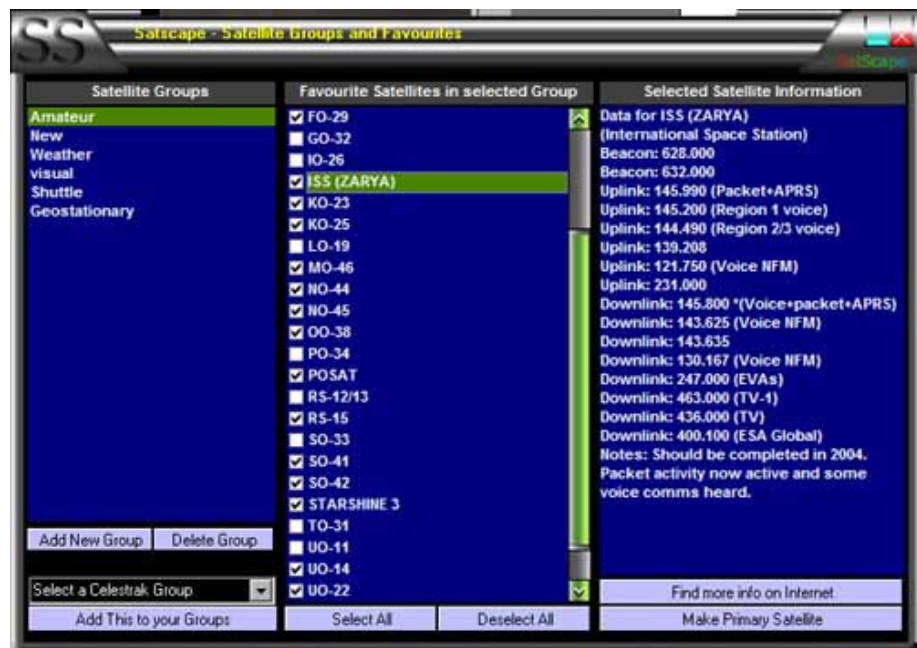 SS
Satscape - Satellite Groups and Favourites
SatScape
Satellite Groups
Amateur
New
Weather
visual
Shuttle
Geostationary
Add New Group
Delete Group
Select a Celestrak Group
Add This to your Groups
Favourite Satellites in selected Group
FO-29
GO-32
IO-26
ISS (ZARYA)
KO-23
KO-25
LO-19
MO-46
NO-44
NO-45
OO-38
PO-34
POSAT
RS-12/13
RS-15
SO-33
SO-41
SO-42
STARSHINE 3
TO-31
UO-11
UO-14
UO-22
Select All
Deselect All
Selected Satellite Information
Data for ISS (ZARYA)
(International Space Station)
Beacon: 628.000
Beacon: 632.000
Uplink: 145.990 (Packet+APRS)
Uplink: 145.200 (Region 1 voice)
Uplink: 144.490 (Region 2/3 voice)
Uplink: 139.208
Uplink: 121.750 (Voice NFM)
Uplink: 231.000
Downlink: 145.800 *(Voice+packet+APRS)
Downlink: 143.625 (Voice NFM)
Downlink: 143.635
Downlink: 130.167 (Voice NFM)
Downlink: 247.000 (EVAs)
Downlink: 463.000 (TV-1)
Downlink: 436.000 (TV)
Downlink: 400.100 (ESA Global)
Notes: Should be completed in 2004.
Packet activity now active and some
voice comms heard.
Find more info on Internet
Make Primary Satellite